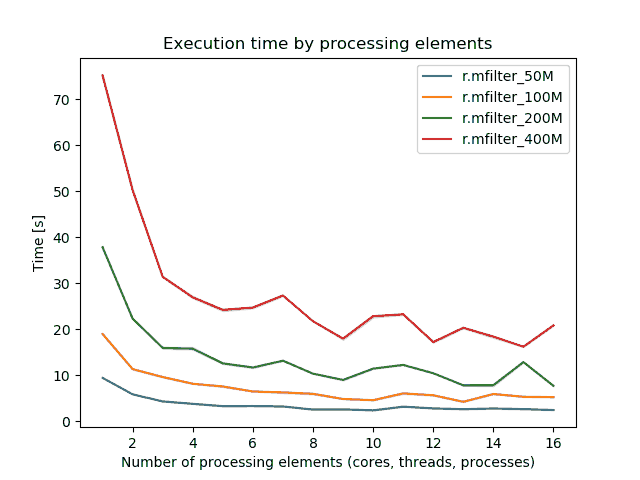 Execution time by processing elements
r.mfilter_50M
r.mfilter_100M
r.mfilter_200M
r.mfilter_400M
Time [s]
70
60
50
40
30
20
10
0
2 4 6 8 10 12 14 16
Number of processing elements (cores, threads, processes)